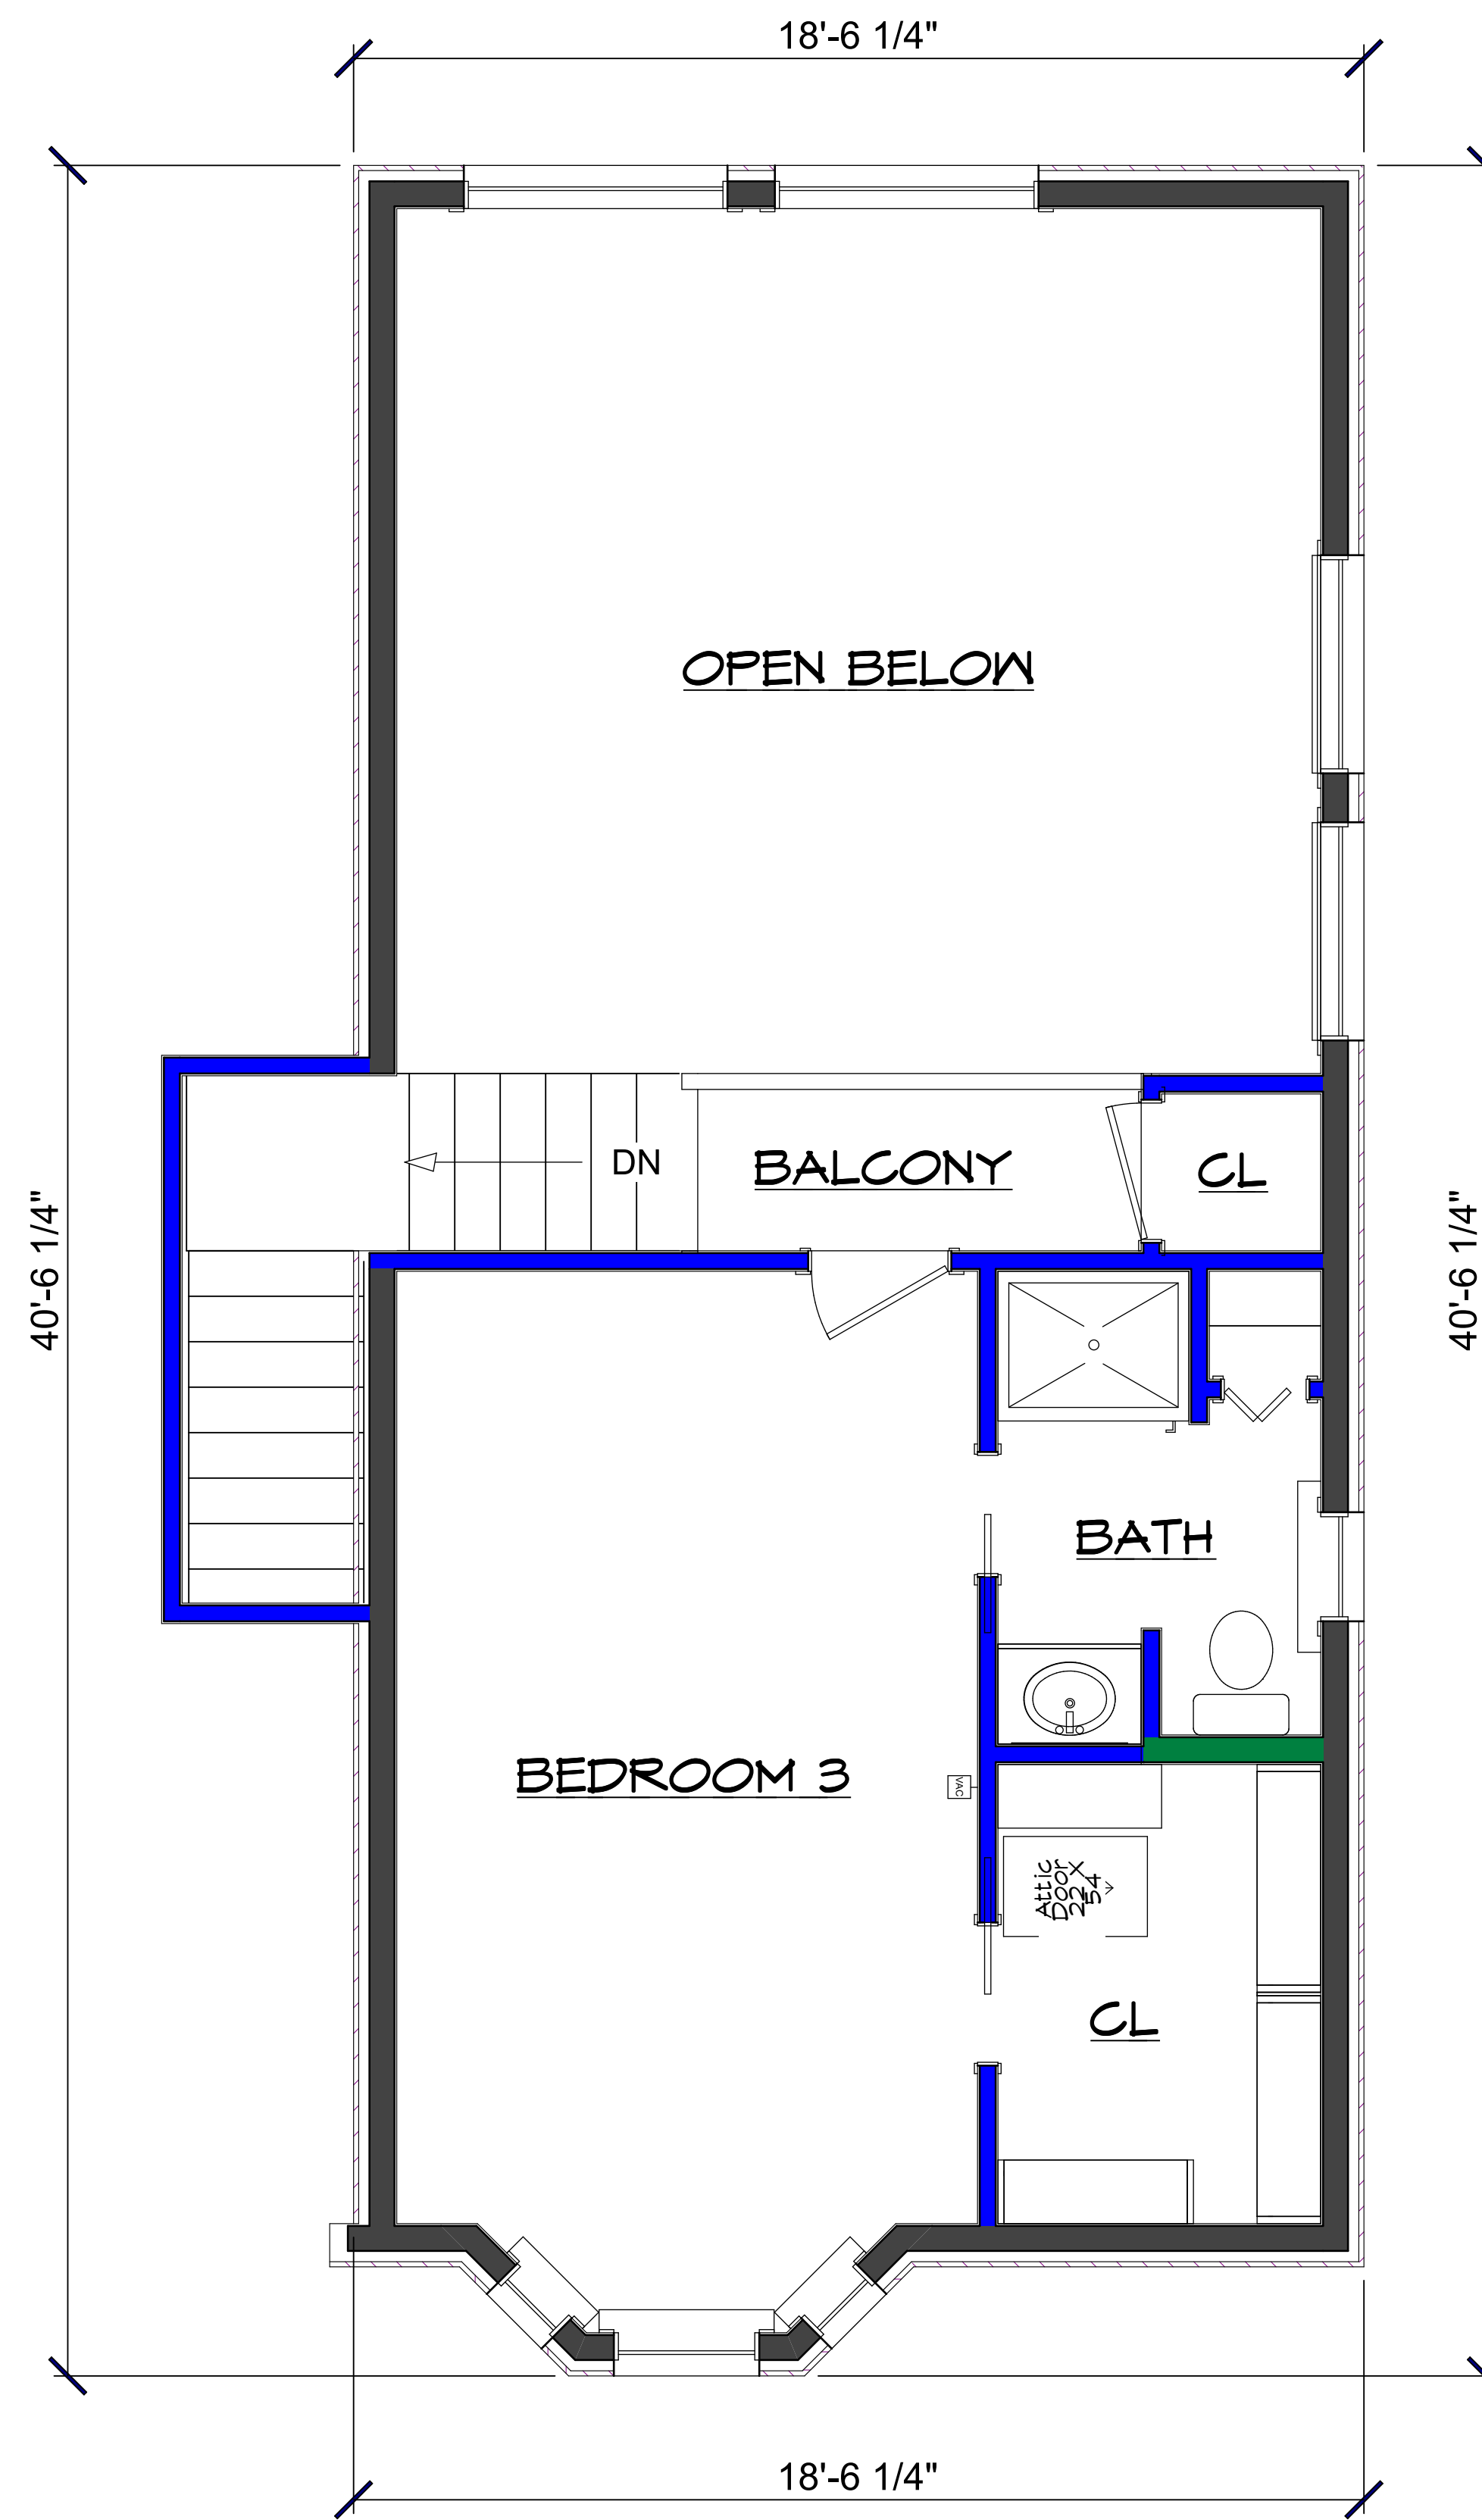 18'-6 1/4"
OPEN BELOW
DN
BALCONY
CL
40'-6 1/4"
40'-6 1/4"
BATH
BEDROOM 3
VAC
Attic
Door
22 X
54
CL
18'-6 1/4"